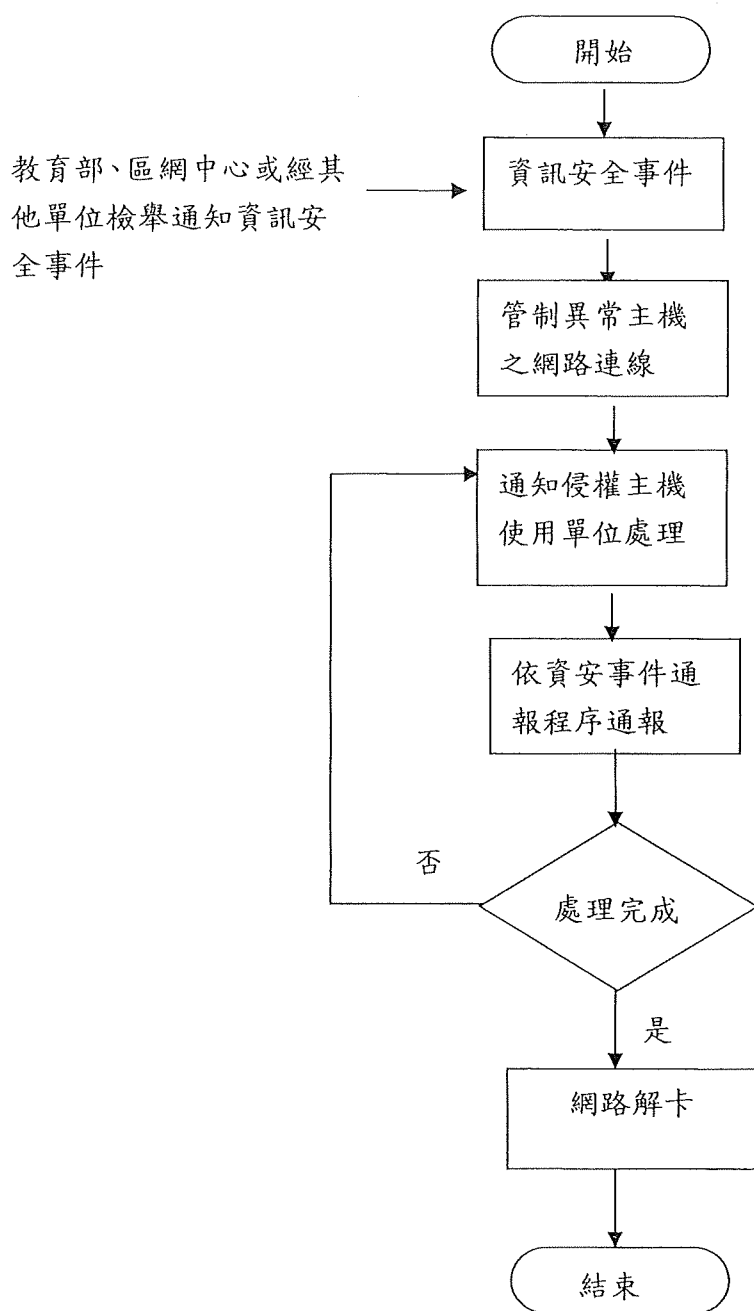 開始
教育部、區網中心或經其
他單位檢舉通知資訊安
全事件
資訊安全事件
管制異常主機
之網路連線
通知侵權主機
使用單位處理
依資安事件通
報程序通報
否
處理完成
是
網路解卡
結束